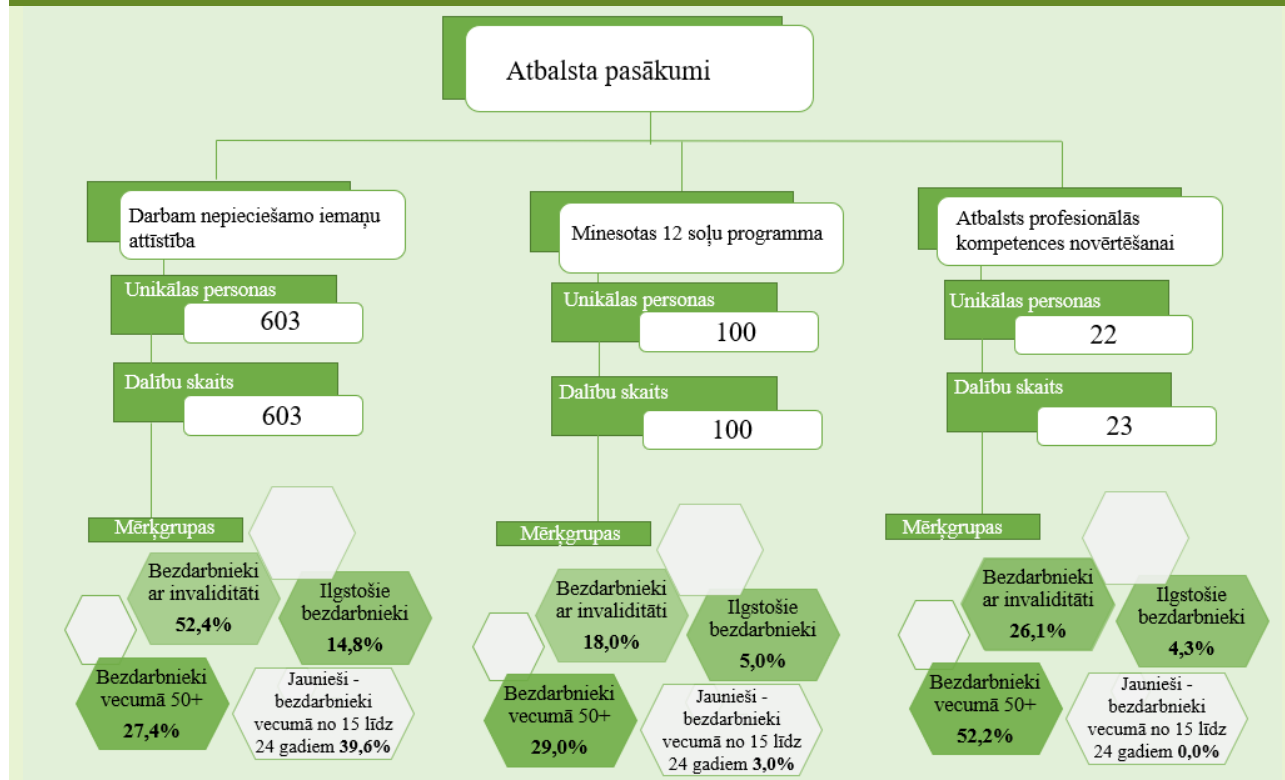 Atbalsta pasākumi
Darbam nepieciešamo iemaņu
attīstība
Unikālas personas
603
Dalību skaits
603
Mērķgrupas
Bezdarbnieki
ar invaliditāti
52,4%
Ilgstošie
bezdarbnieki
14,8%
Bezdarbnieki
vecumā 50+
27,4%
Jaunieši -
bezdarbnieki
vecumā no 15 līdz
24 gadiem 39,6%
Minesotas 12 soļu programma
Unikālas personas
100
Dalību skaits
100
Mērķgrupas
Bezdarbnieki
ar invaliditāti
18,0%
Ilgstošie
bezdarbnieki
5,0%
Bezdarbnieki
vecumā 50+
29,0%
Jaunieši -
bezdarbnieki
vecumā no 15 līdz
24 gadiem 3,0%
Atbalsts profesionālās
kompetences novērtēšanai
Unikālas personas
22
Dalību skaits
23
Mērķgrupas
Bezdarbnieki
ar invaliditāti
26,1%
Ilgstošie
bezdarbnieki
4,3%
Bezdarbnieki
vecumā 50+
52,2%
Jaunieši -
bezdarbnieki
vecumā no 15 līdz
24 gadiem 0,0%